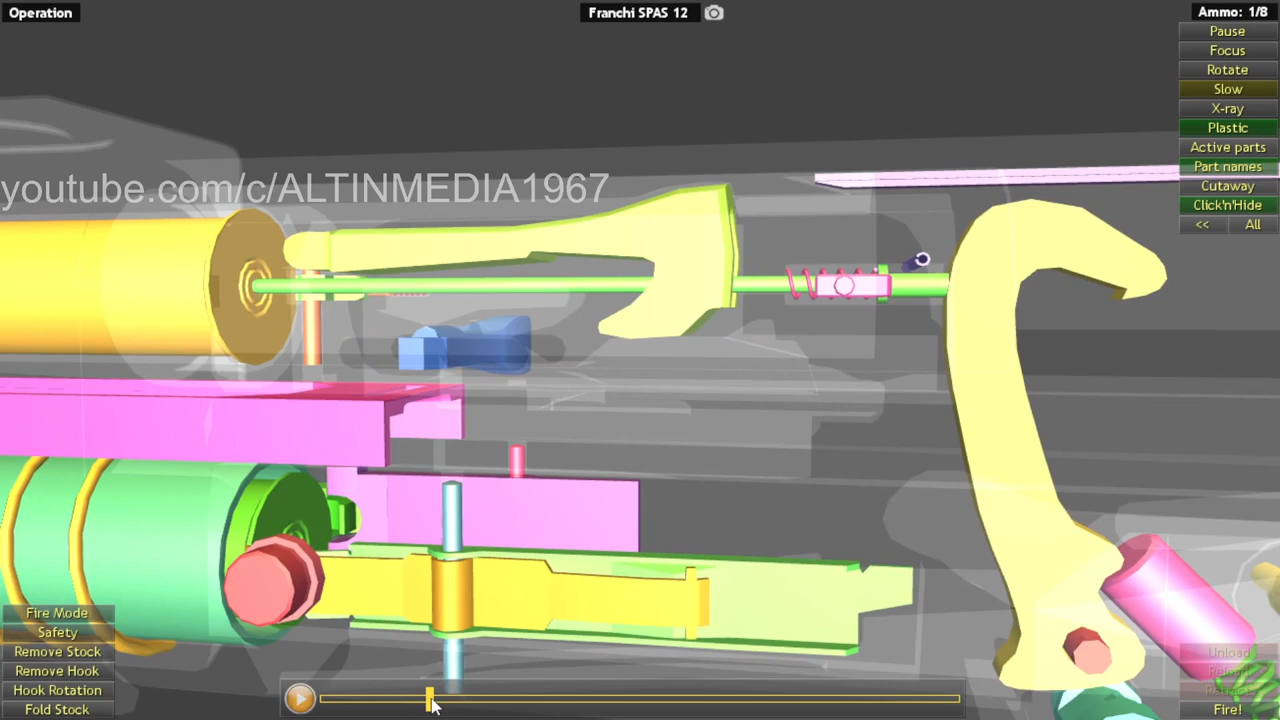 Operation
Franchi SPAS 12
Ammo: 1/8
Pause
Focus
Rotate
Slow
X-ray
Plastic
Active parts
Part names
Cutaway
Click'n'Hide
<< All
youtube.com/c/ALTINMEDIA1967
Fire Mode
Safety
Remove Stock
Remove Hook
Hook Rotation
Fold Stock
Unload
Fire!